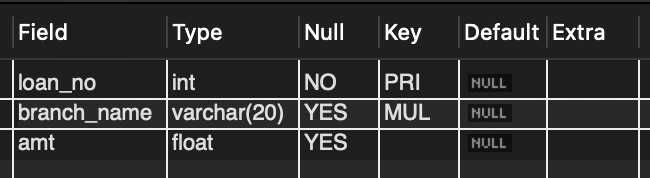 Field Type Null Key Default Extra
loan_no int NO PRI NULL
branch_name varchar(20) YES MUL NULL
amt float YES NULL